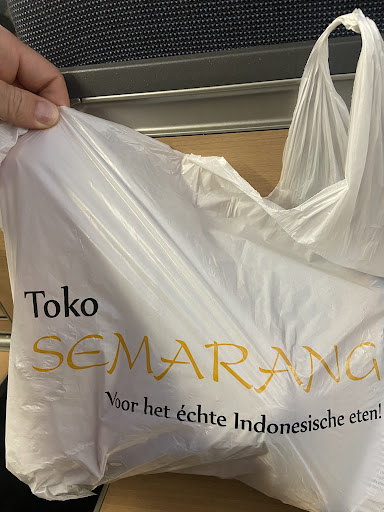 Toko
SEMARANG
Voor het échte Indonesische eten!